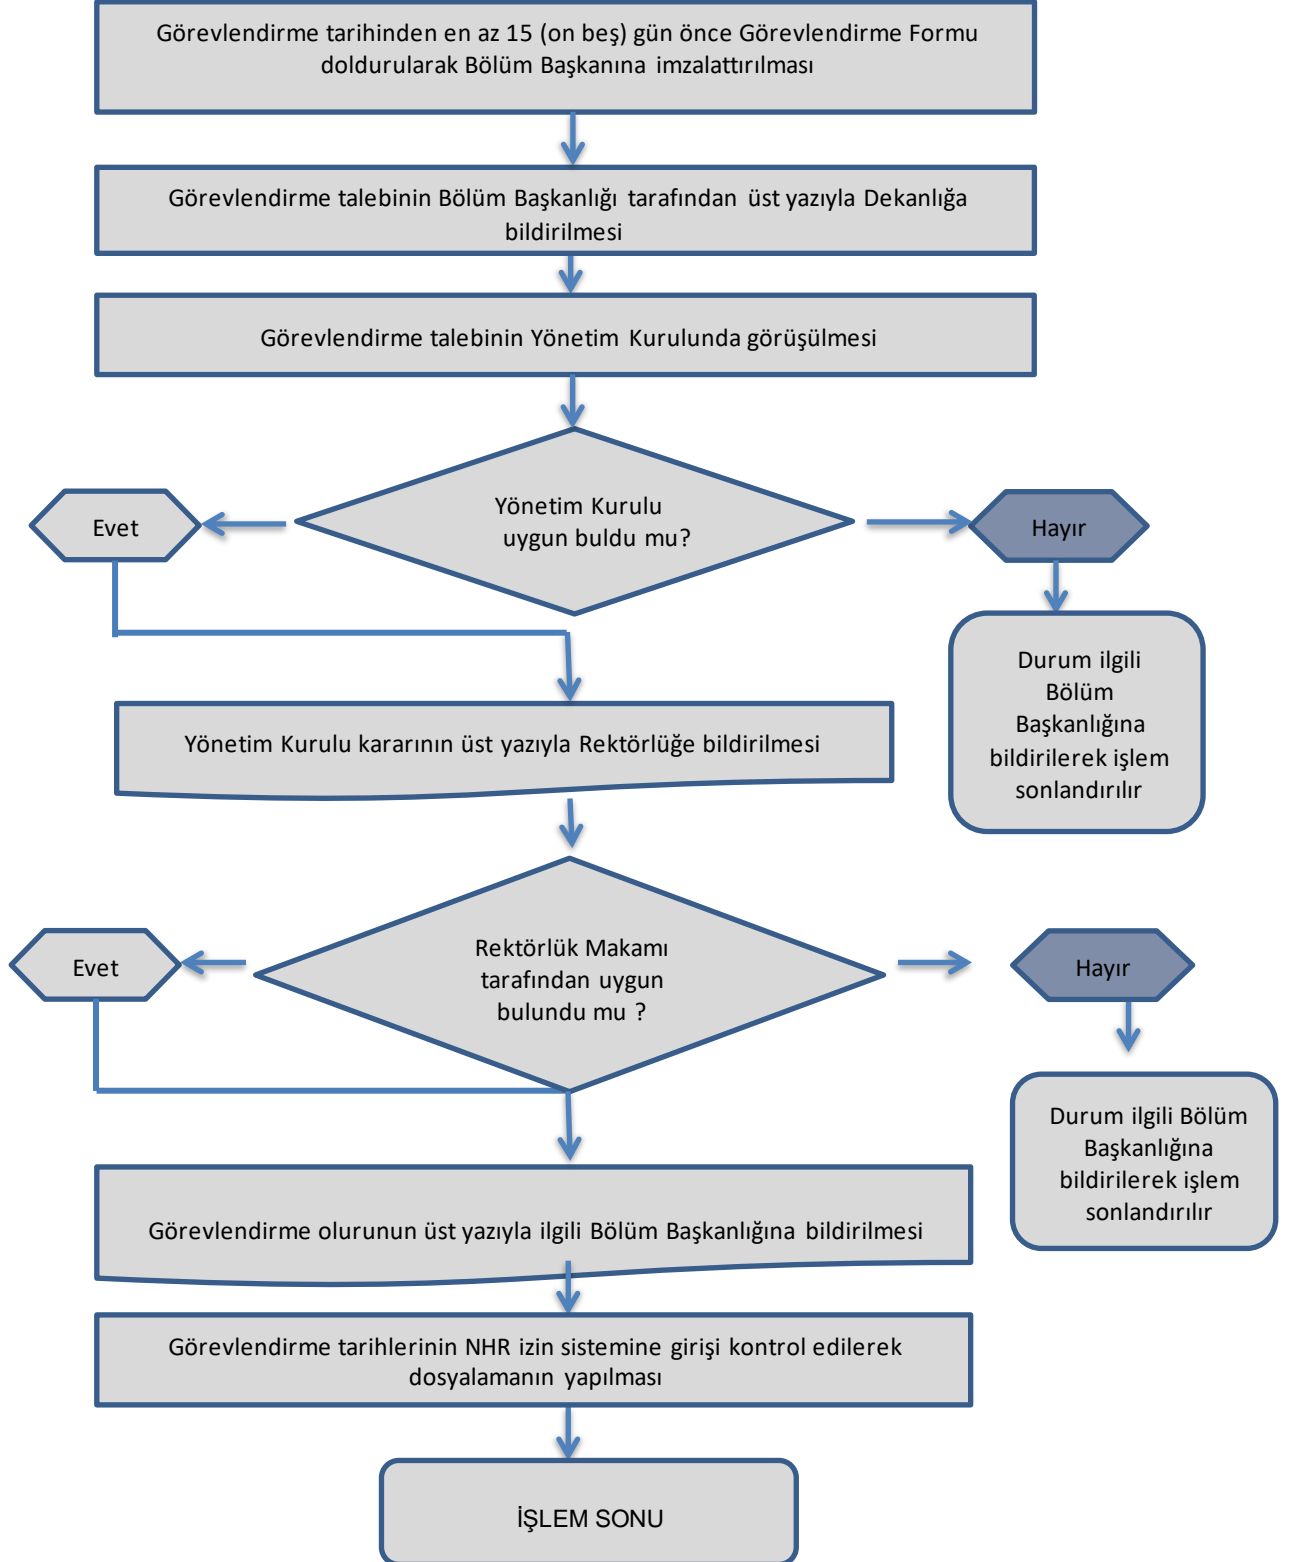 Görevlendirme tarihinden en az 15 (on beş) gün önce Görevlendirme Formu
doldurularak Bölüm Başkanına imzalattırılması
Görevlendirme talebinin Bölüm Başkanlığı tarafından üst yazıyla Dekanlığa
bildirilmesi
Görevlendirme talebinin Yönetim Kurulunda görüşülmesi
Yönetim Kurulu
uygun buldu mu?
Evet
Hayır
Durum ilgili
Bölüm
Başkanlığına
bildirilerek işlem
sonlandırılır
Yönetim Kurulu kararının üst yazıyla Rektörlüğe bildirilmesi
Rektörlük Makamı
tarafından uygun
bulundu mu ?
Evet
Hayır
Durum ilgili Bölüm
Başkanlığına
bildirilerek işlem
sonlandırılır
Görevlendirme olurunun üst yazıyla ilgili Bölüm Başkanlığına bildirilmesi
Görevlendirme tarihlerinin NHR izin sistemine girişi kontrol edilerek
dosyalamanın yapılması
İŞLEM SONU